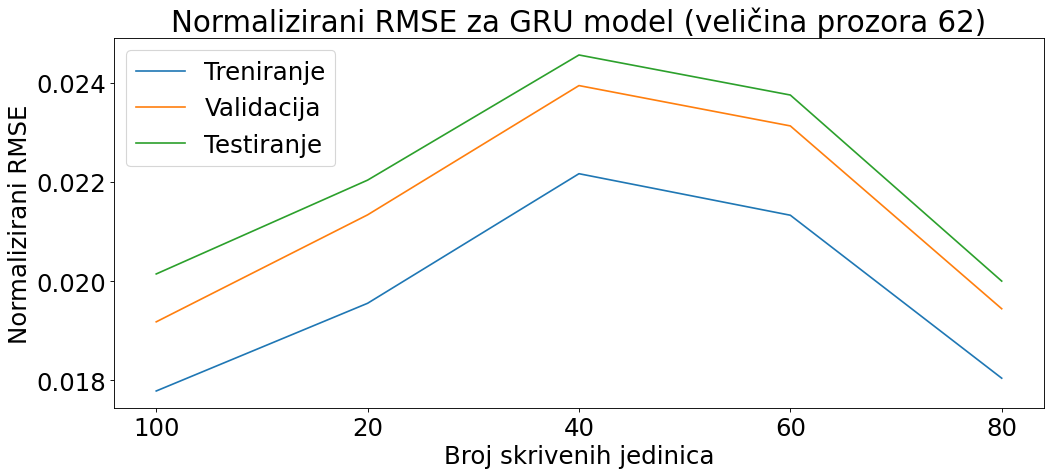 Normalizirani RMSE za GRU model (veličina prozora 62)
Treniranje
Validacija
Testiranje
Normalizirani RMSE
0.024
0.022
0.020
0.018
100 20 40 60 80
Broj skrivenih jedinica